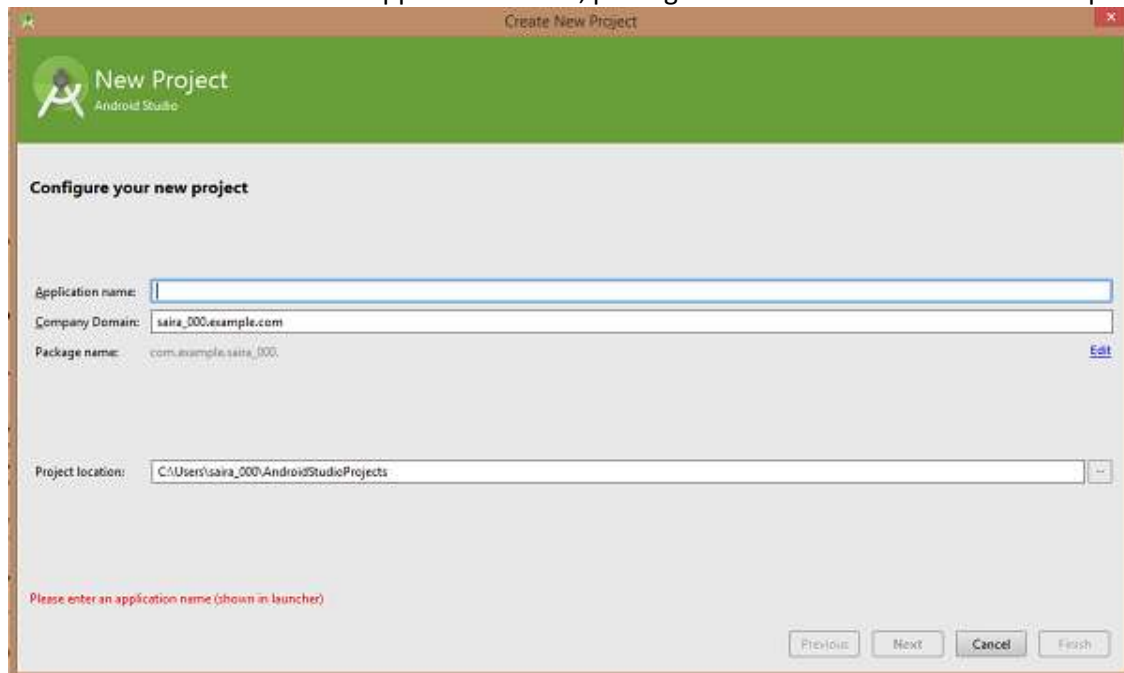 Create New Project
New Project
Android Studio
Configure your new project
Application name:
Company Domain: saira_000.example.com
Package name: com.example.saira_000. Edit
Project location: C:\Users\saira_000\AndroidStudioProjects ...
Please enter an application name (shown in launcher)
Previous Next Cancel Finish